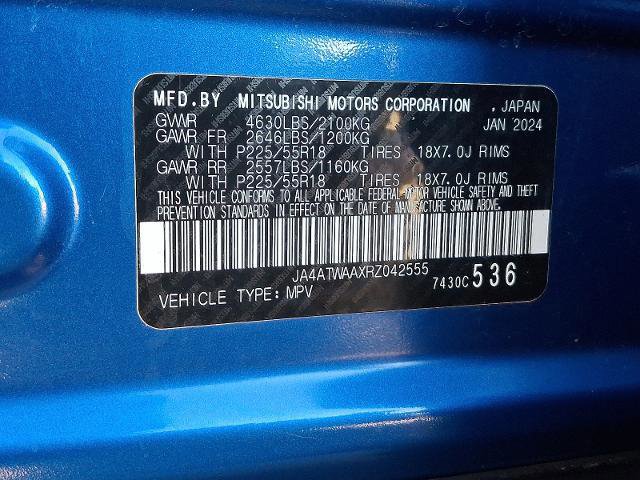 MFD.BY MITSUBISHI MOTORS CORPORATION , JAPAN
GVWR 4630LBS/2100KG JAN 2024
GAWR FR 2646LBS/1200KG
WITH P225/55R18 TIRES 18X7.0J RIMS
GAWR RR 2557LBS/1160KG
WITH P225/55R18 TIRES 18X7.0J RIMS
THIS VEHICLE CONFORMS TO ALL APPLICABLE FEDERAL MOTOR VEHICLE SAFETY AND THEFT
PREVENTION STANDARDS IN EFFECT ON THE DATE OF MANUFACTURE SHOWN ABOVE.
JA4ATWAAXRZ042555
VEHICLE TYPE: MPV 7430C 536